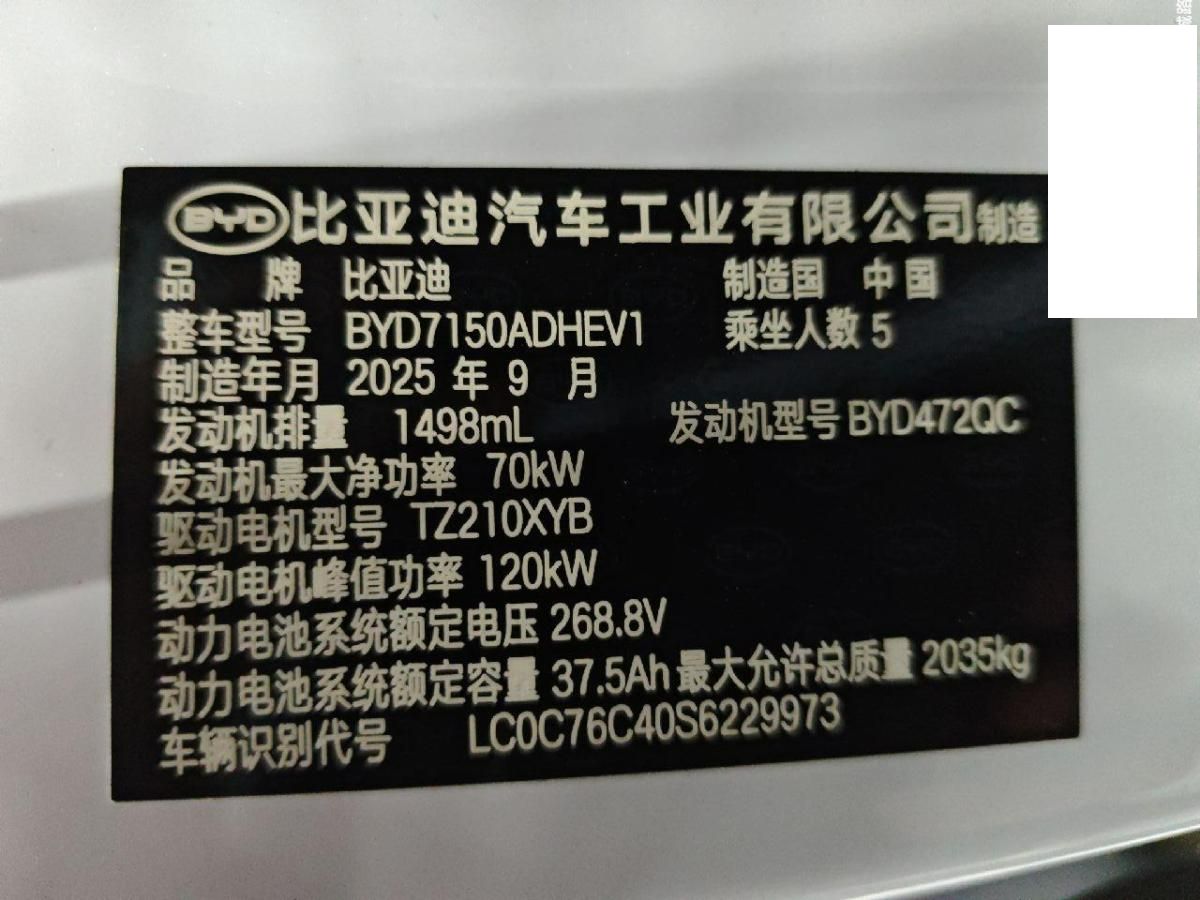 BYD 比亚迪汽车工业有限公司制造
品 牌 比亚迪 制造国 中国
整车型号 BYD7150ADHEV1 乘坐人数 5
制造年月 2025 年 9 月
发动机排量 1498mL 发动机型号 BYD472QC
发动机最大净功率 70kW
驱动电机型号 TZ210XYB
驱动电机峰值功率 120kW
动力电池系统额定电压 268.8V
动力电池系统额定容量 37.5Ah 最大允许总质量 2035kg
车辆识别代号 LC0C76C40S6229973